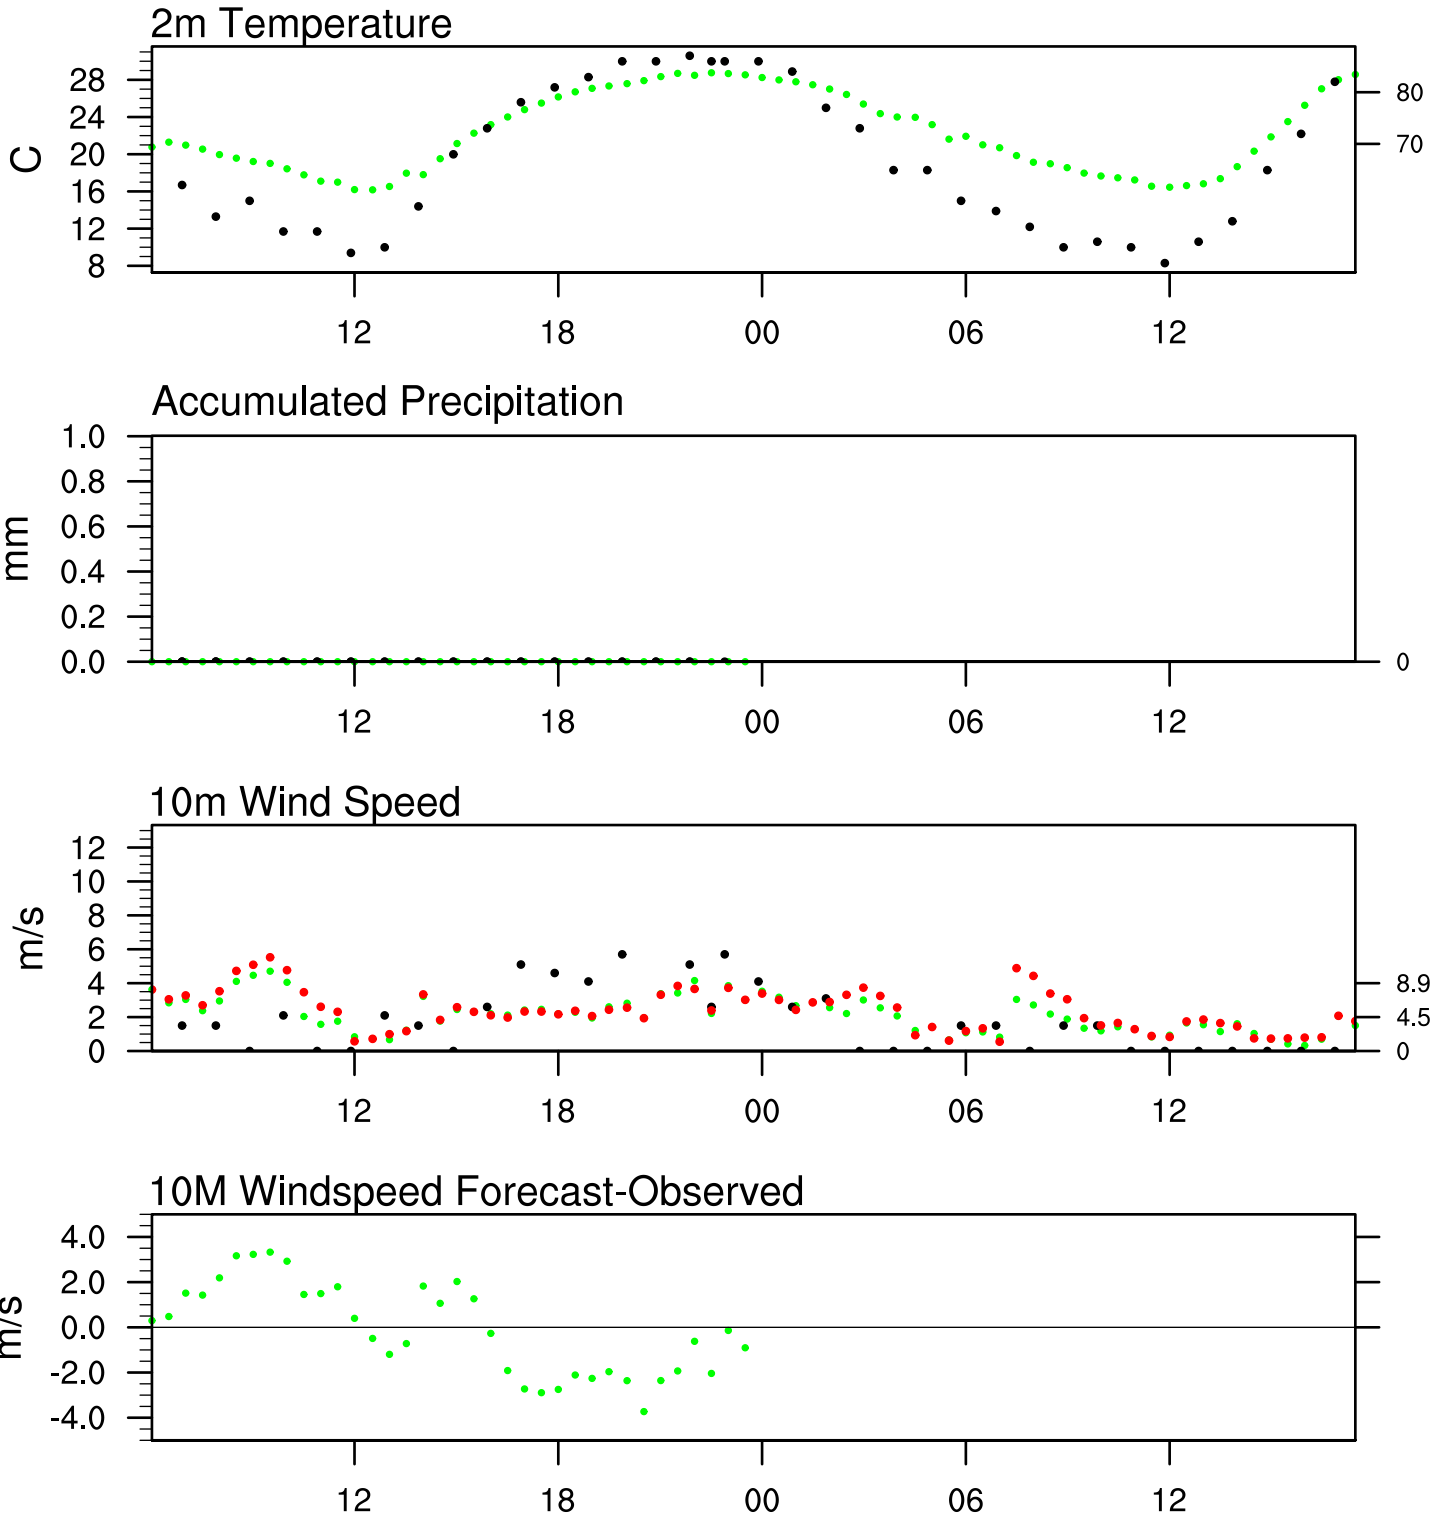 2m Temperature
28
24
20
16
12
8
C
80
70
12 18 00 06 12
Accumulated Precipitation
1.0
0.8
0.6
0.4
0.2
0.0
mm
0
12 18 00 06 12
10m Wind Speed
12
10
8
6
4
2
0
m/s
8.9
4.5
0
12 18 00 06 12
10M Windspeed Forecast-Observed
4.0
2.0
0.0
-2.0
-4.0
m/s
12 18 00 06 12